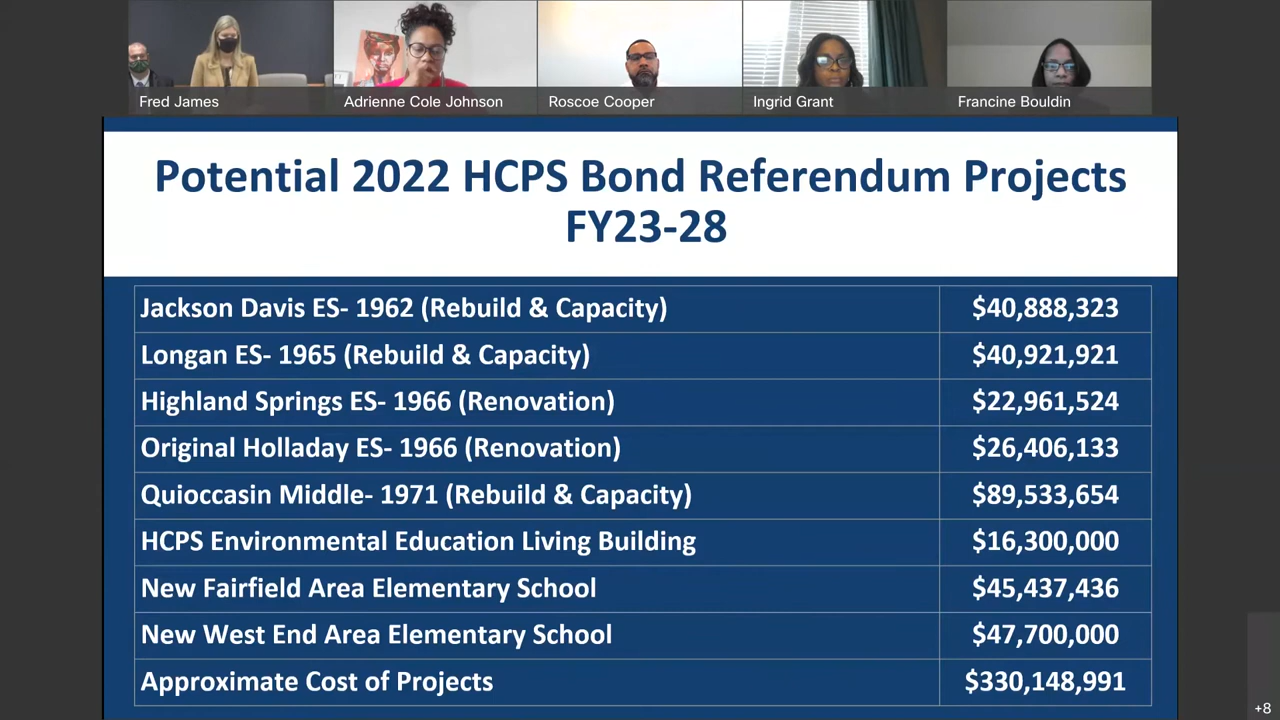 Fred James
Adrienne Cole Johnson
Roscoe Cooper
Ingrid Grant
Francine Bouldin
Potential 2022 HCPS Bond Referendum Projects
FY23-28
Jackson Davis ES- 1962 (Rebuild & Capacity) $40,888,323
Longan ES- 1965 (Rebuild & Capacity) $40,921,921
Highland Springs ES- 1966 (Renovation) $22,961,524
Original Holladay ES- 1966 (Renovation) $26,406,133
Quioccasin Middle- 1971 (Rebuild & Capacity) $89,533,654
HCPS Environmental Education Living Building $16,300,000
New Fairfield Area Elementary School $45,437,436
New West End Area Elementary School $47,700,000
Approximate Cost of Projects $330,148,991
+8